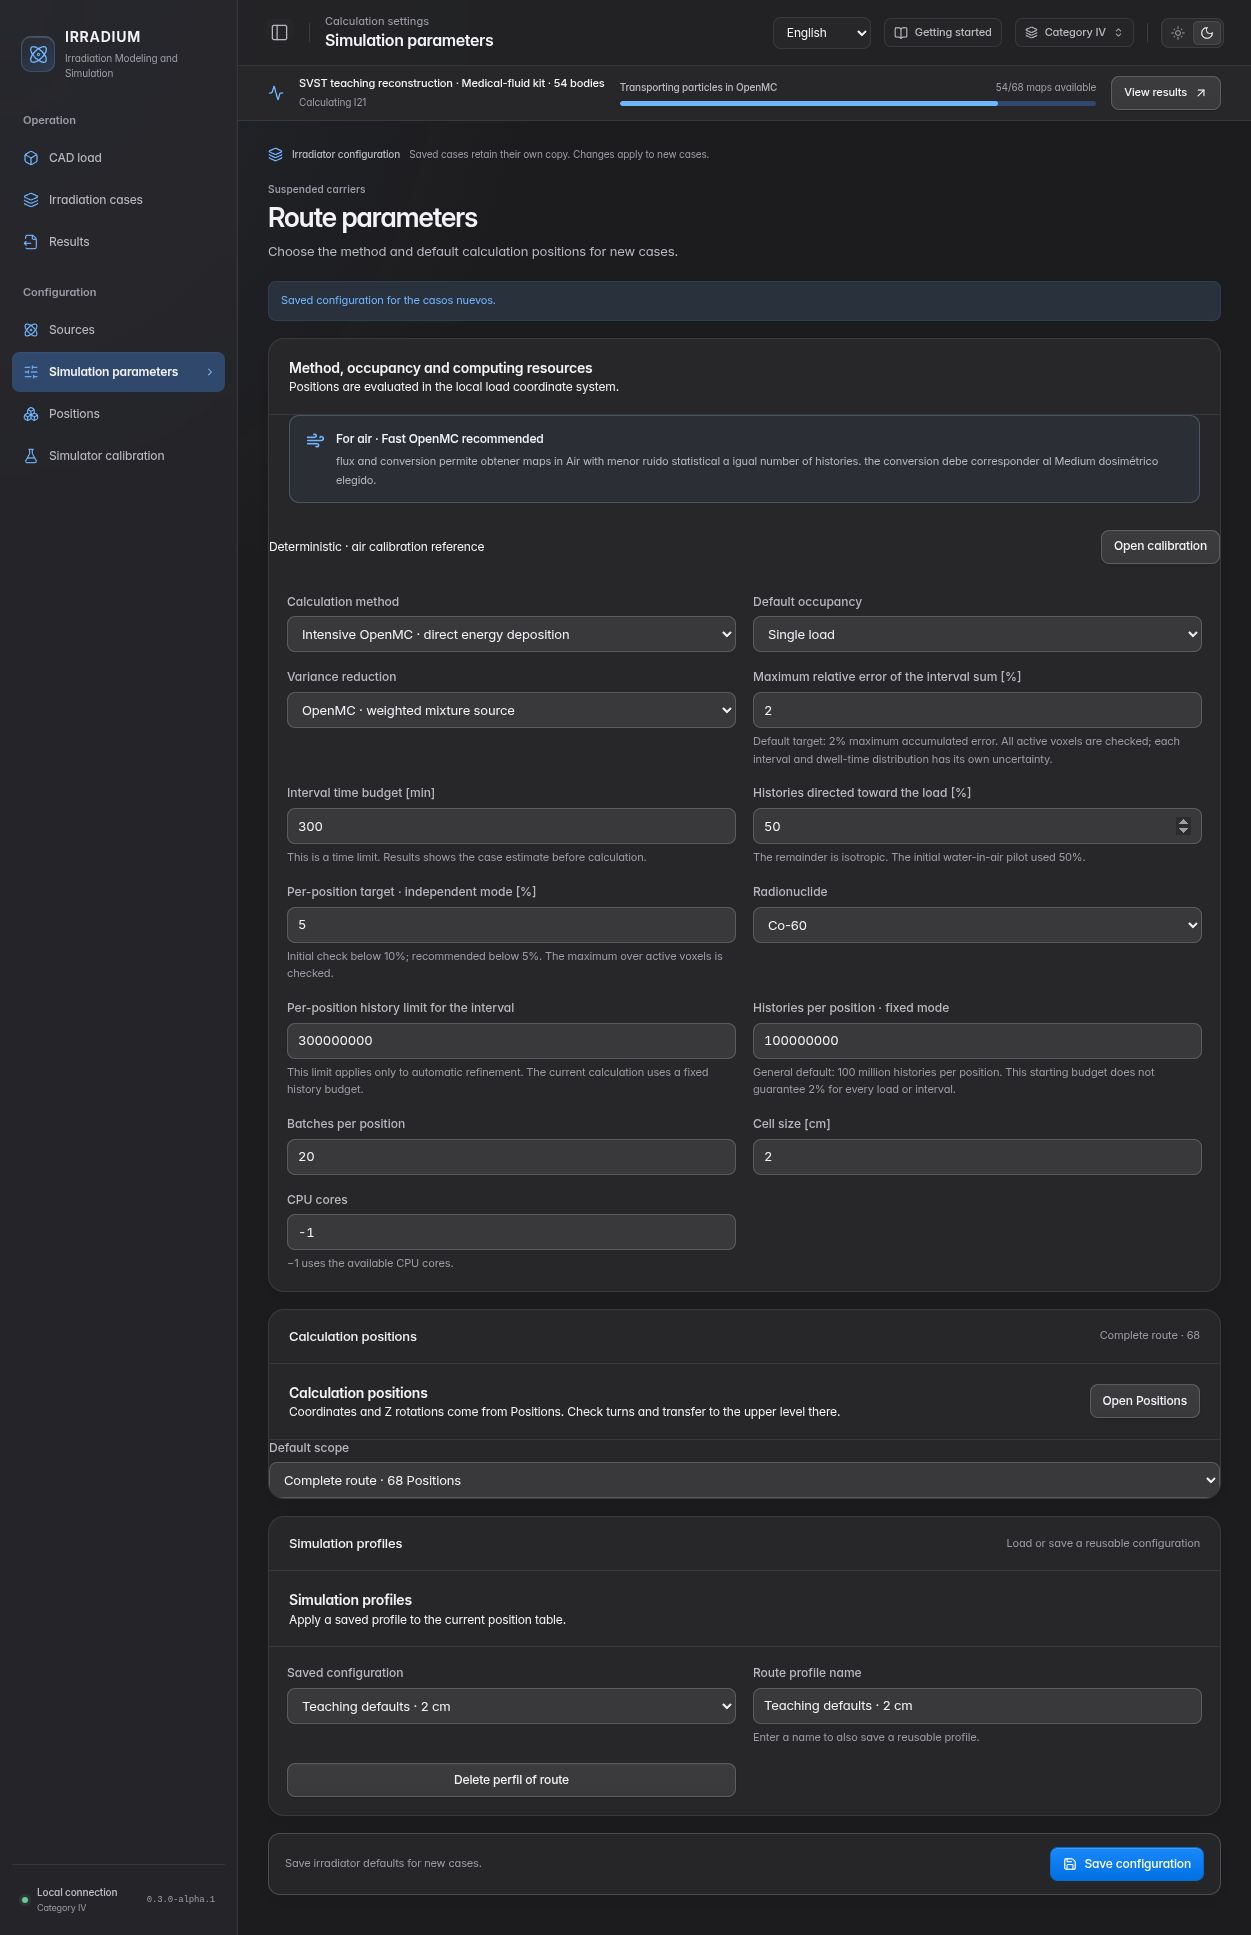 IRRADIUM
Irradiation Modeling and
Simulation
Operation
CAD load
Irradiation cases
Results
Configuration
Sources
Simulation parameters
Positions
Simulator calibration
Local connection
Category IV
0.3.0-alpha.1
Calculation settings
Simulation parameters
English
Getting started
Category IV
SVST teaching reconstruction · Medical-fluid kit · 54 bodies
Calculating I21
Transporting particles in OpenMC
54/68 maps available
View results
Irradiator configuration Saved cases retain their own copy. Changes apply to new cases.
Suspended carriers
Route parameters
Choose the method and default calculation positions for new cases.
Saved configuration for the casos nuevos.
Method, occupancy and computing resources
Positions are evaluated in the local load coordinate system.
For air · Fast OpenMC recommended
flux and conversion permite obtener maps in Air with menor ruido statistical a igual number of histories. the conversion debe corresponder al Medium dosimétrico
elegido.
Deterministic · air calibration reference
Open calibration
Calculation method
Intensive OpenMC · direct energy deposition
Default occupancy
Single load
Variance reduction
OpenMC · weighted mixture source
Maximum relative error of the interval sum [%]
2
Default target: 2% maximum accumulated error. All active voxels are checked; each
interval and dwell-time distribution has its own uncertainty.
Interval time budget [min]
300
This is a time limit. Results shows the case estimate before calculation.
Histories directed toward the load [%]
50
The remainder is isotropic. The initial water-in-air pilot used 50%.
Per-position target · independent mode [%]
5
Initial check below 10%; recommended below 5%. The maximum over active voxels is
checked.
Radionuclide
Co-60
Per-position history limit for the interval
300000000
This limit applies only to automatic refinement. The current calculation uses a fixed
history budget.
Histories per position · fixed mode
100000000
General default: 100 million histories per position. This starting budget does not
guarantee 2% for every load or interval.
Batches per position
20
Cell size [cm]
2
CPU cores
-1
−1 uses the available CPU cores.
Calculation positions
Complete route · 68
Calculation positions
Coordinates and Z rotations come from Positions. Check turns and transfer to the upper level there.
Open Positions
Default scope
Complete route · 68 Positions
Simulation profiles
Load or save a reusable configuration
Simulation profiles
Apply a saved profile to the current position table.
Saved configuration
Teaching defaults · 2 cm
Route profile name
Teaching defaults · 2 cm
Enter a name to also save a reusable profile.
Delete perfil of route
Save irradiator defaults for new cases.
Save configuration